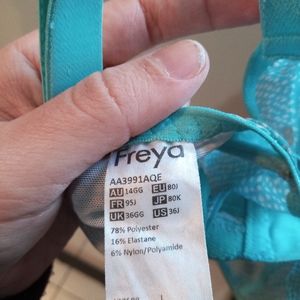 Freya
AA3991AQE
AU 14GG EU 80J
FR 95J JP 80K
UK 36GG US 36J
78% Polyester
16% Elastane
6% Nylon/Polyamide